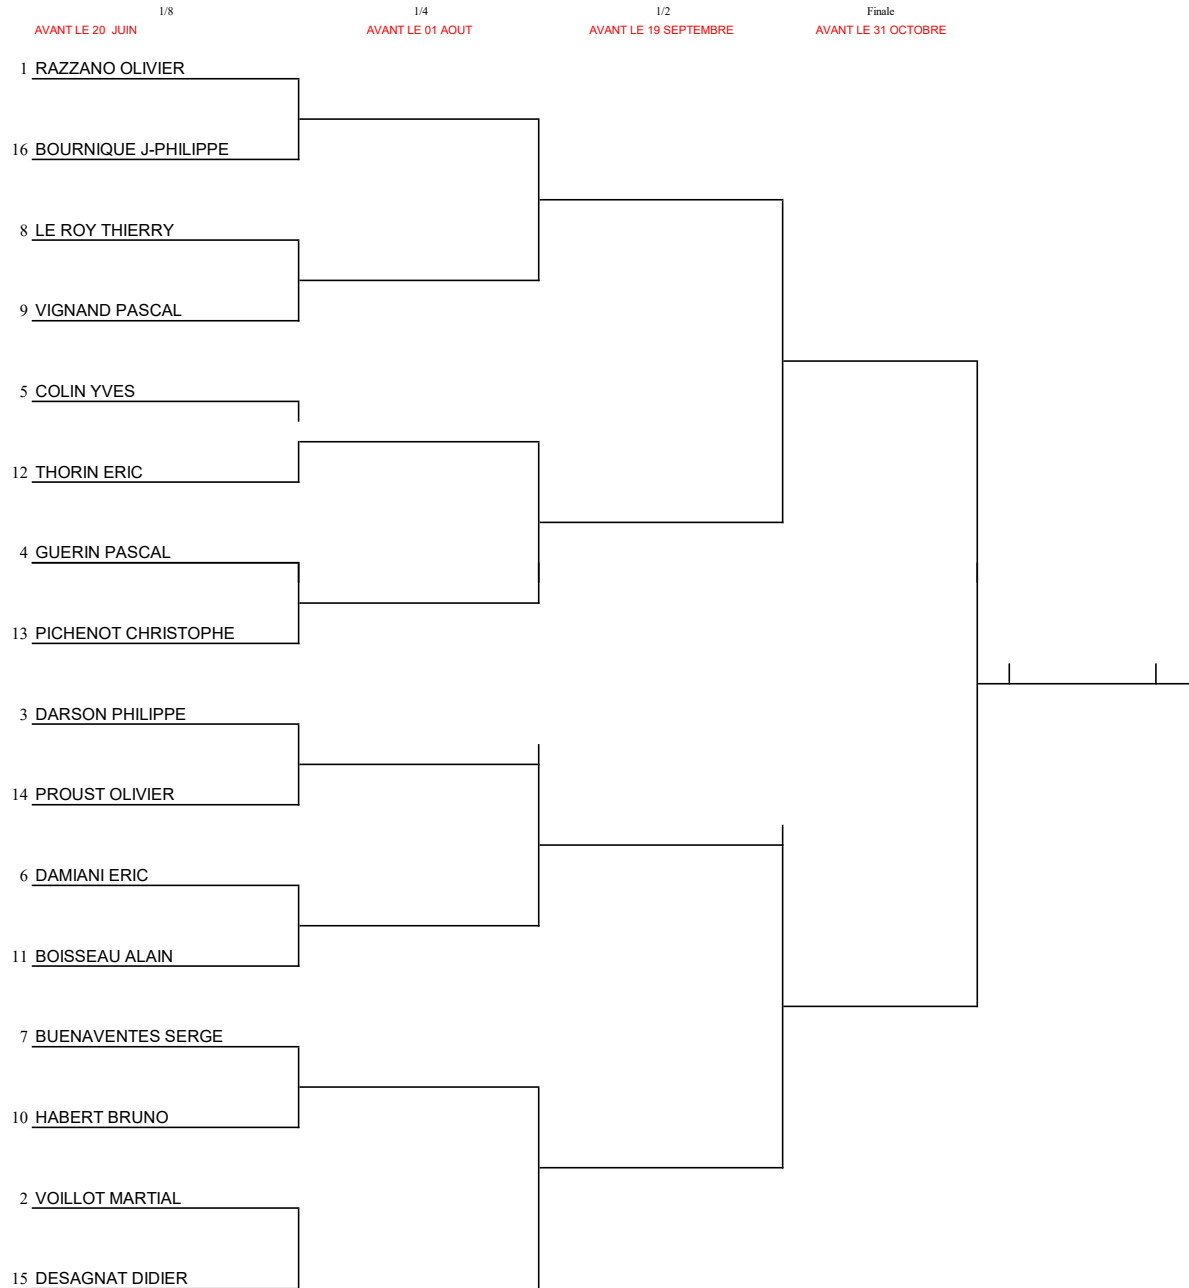 1/8 1/4 1/2 Finale
AVANT LE 20 JUIN AVANT LE 01 AOUT AVANT LE 19 SEPTEMBRE AVANT LE 31 OCTOBRE
1 RAZZANO OLIVIER
16 BOURNIQUE J-PHILIPPE
8 LE ROY THIERRY
9 VIGNAND PASCAL
5 COLIN YVES
12 THORIN ERIC
4 GUERIN PASCAL
13 PICHENOT CHRISTOPHE
3 DARSON PHILIPPE
14 PROUST OLIVIER
6 DAMIANI ERIC
11 BOISSEAU ALAIN
7 BUENAVENTES SERGE
10 HABERT BRUNO
2 VOILLOT MARTIAL
15 DESAGNAT DIDIER